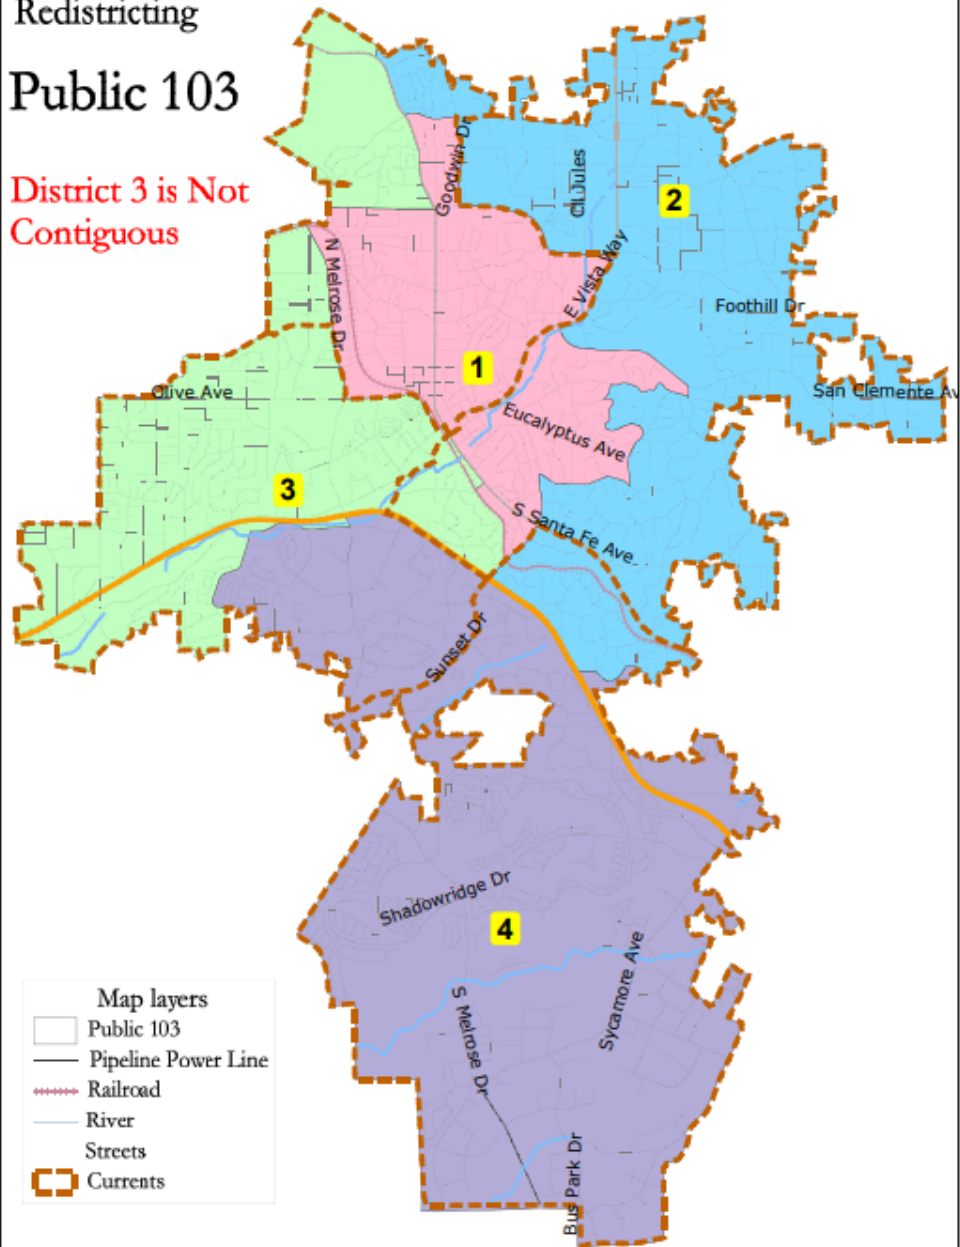 Redistricting
Public 103
District 3 is Not
Contiguous
Goodwin Dr
Cl Jules
2
N Melrose Dr
E Vista Way
Foothill Dr
1
Olive Ave
San Clemente Av
Eucalyptus Ave
3
S Santa Fe Ave
Sunset Dr
Shadowridge Dr
4
Sycamore Ave
S Melrose Dr
Bus Park Dr
Map layers
Public 103
Pipeline Power Line
Railroad
River
Streets
Currents